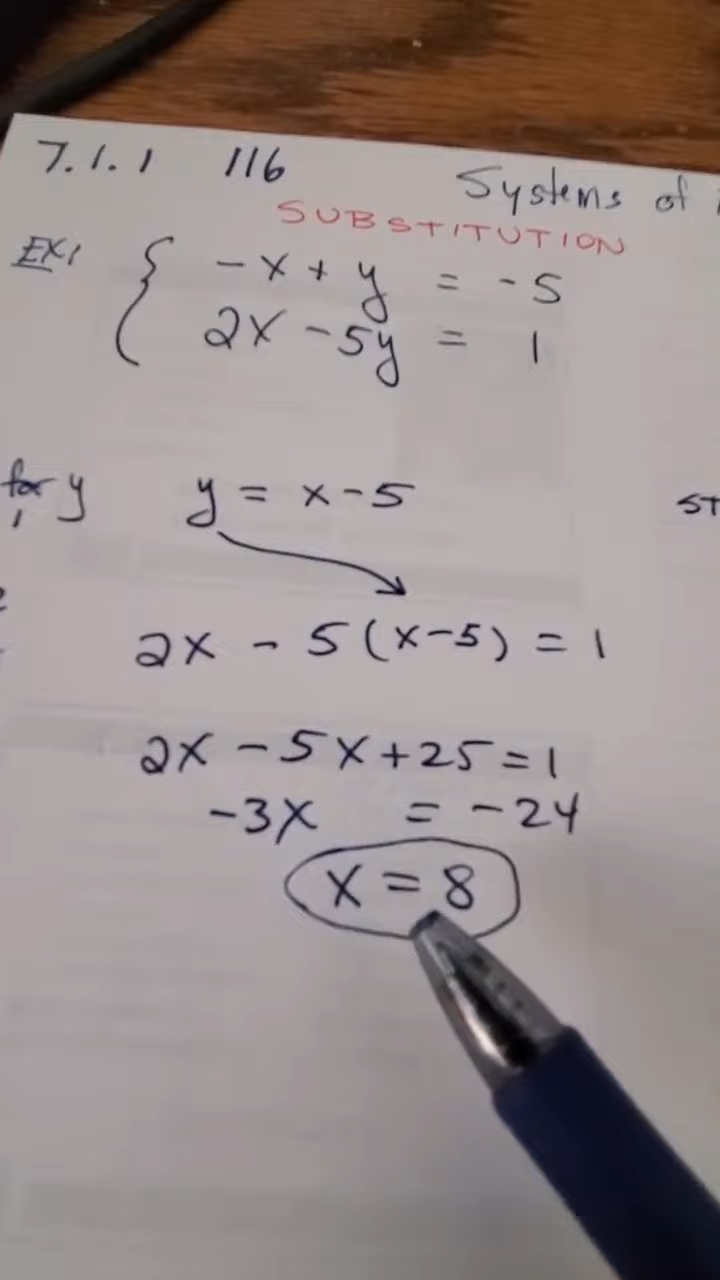 7.1.1 116 Systems of
SUBSTITUTION
EX1 { -x + y = -5
2x - 5y = 1
for y y = x - 5
2x - 5(x-5) = 1
2x - 5x + 25 = 1
-3x = -24
x = 8